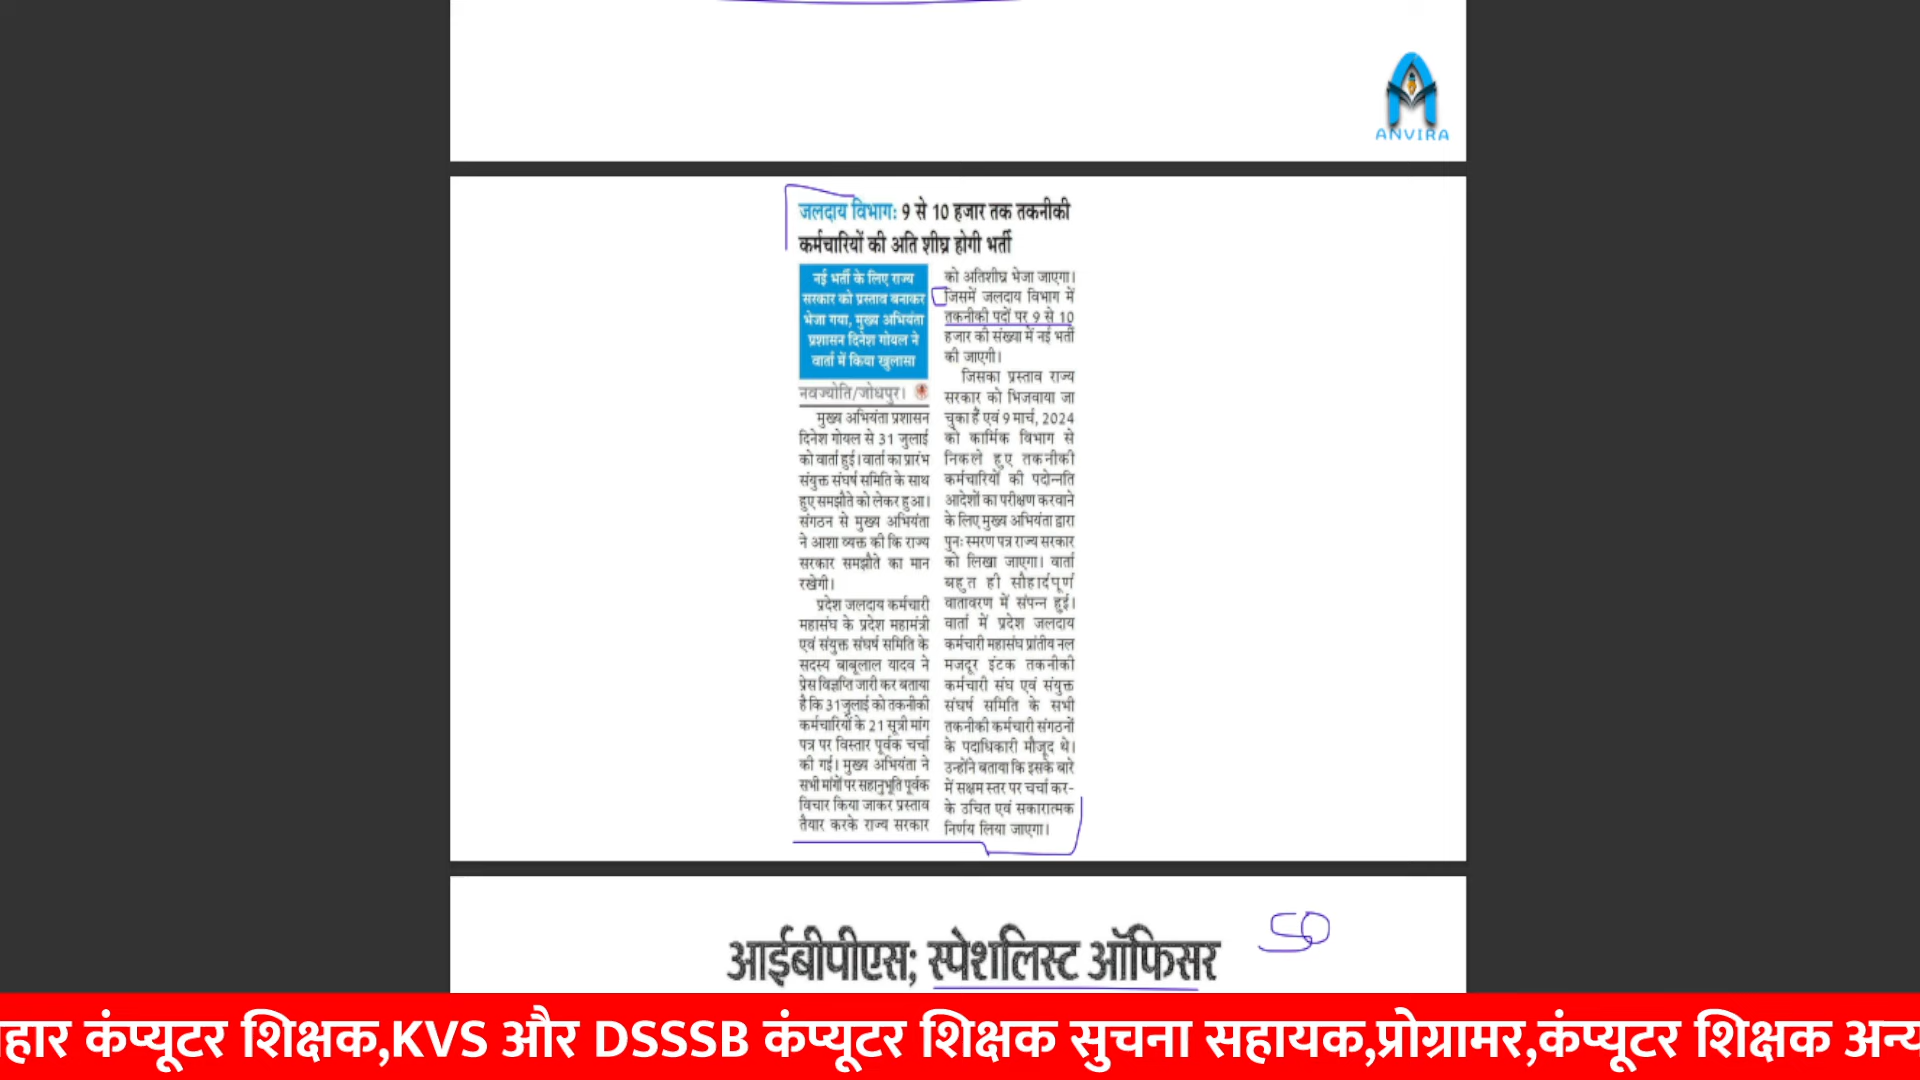 ANVIRA
जलदाय विभाग: 9 से 10 हजार तक तकनीकी
कर्मचारियों की अति शीघ्र होगी भर्ती
नई भर्ती के लिए राज्य
सरकार को प्रस्ताव बनाकर
भेजा गया, मुख्य अभियंता
प्रशासन दिनेश गोयल ने
वार्ता में किया खुलासा
नवज्योति/जोधपुर।
मुख्य अभियंता प्रशासन
दिनेश गोयल से 31 जुलाई
को वार्ता हुई। वार्ता का प्रारंभ
संयुक्त संघर्ष समिति के साथ
हुए समझौते को लेकर हुआ।
संगठन से मुख्य अभियंता
ने आशा व्यक्त की कि राज्य
सरकार समझौते का मान
रखेगी।
प्रदेश जलदाय कर्मचारी
महासंघ के प्रदेश महामंत्री
एवं संयुक्त संघर्ष समिति के
सदस्य बाबूलाल यादव ने
प्रेस विज्ञप्ति जारी कर बताया
है कि 31जुलाई को तकनीकी
कर्मचारियों के 21 सूत्री मांग
पत्र पर विस्तार पूर्वक चर्चा
की गई। मुख्य अभियंता ने
सभी मांगों पर सहानुभूति पूर्वक
विचार किया जाकर प्रस्ताव
तैयार करके राज्य सरकार
को अतिशीघ्र भेजा जाएगा।
जिसमें जलदाय विभाग में
तकनीकी पदों पर 9 से 10
हजार की संख्या में नई भर्ती
की जाएगी।
जिसका प्रस्ताव राज्य
सरकार को भिजवाया जा
चुका हैं एवं 9 मार्च, 2024
को कार्मिक विभाग से
निकले हुए तकनीकी
कर्मचारियों की पदोन्नति
आदेशों का परीक्षण करवाने
के लिए मुख्य अभियंता द्वारा
पुनः स्मरण पत्र राज्य सरकार
को लिखा जाएगा। वार्ता
बहुत ही सौहार्दपूर्ण
वातावरण में संपन्न हुई।
वार्ता में प्रदेश जलदाय
कर्मचारी महासंघ प्रांतीय नल
मजदूर इंटक तकनीकी
कर्मचारी संघ एवं संयुक्त
संघर्ष समिति के सभी
तकनीकी कर्मचारी संगठनों
के पदाधिकारी मौजूद थे।
उन्होंने बताया कि इसके बारे
में सक्षम स्तर पर चर्चा कर-
के उचित एवं सकारात्मक
निर्णय लिया जाएगा।
SO
आईबीपीएस; स्पेशलिस्ट ऑफिसर
हार कंप्यूटर शिक्षक,KVS और DSSSB कंप्यूटर शिक्षक सुचना सहायक,प्रोग्रामर,कंप्यूटर शिक्षक अन्य